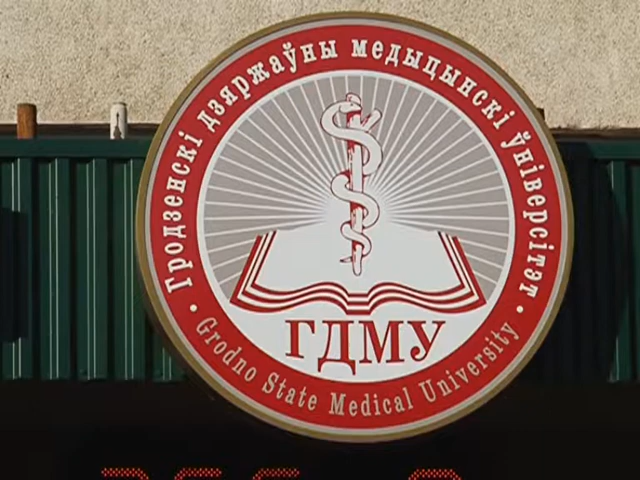 Гродзенскі дзяржаўны медыцынскі ўніверсітэт
ГДМУ
Grodno State Medical University